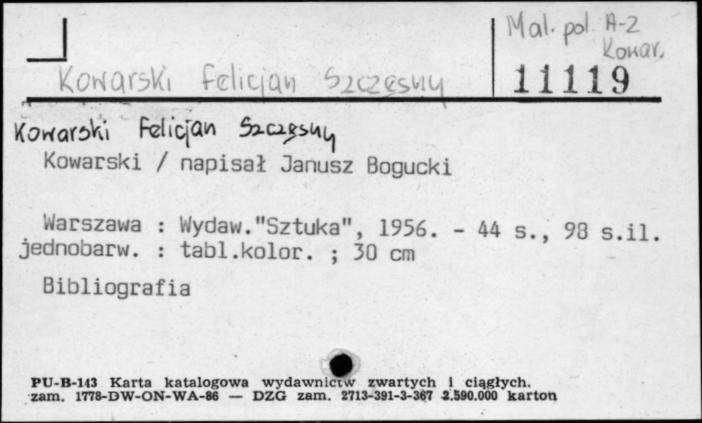 Mal. pol. A-2
Kowar.
Kowarski Felicjan Szczęsny
11119
Kowarski Felicjan Szczęsny
Kowarski / napisał Janusz Bogucki
Warszawa : Wydaw."Sztuka", 1956. - 44 s., 98 s.il.
jednobarw. : tabl.kolor. ; 30 cm
Bibliografia
PU-B-143 Karta katalogowa wydawnictw zwartych i ciągłych.
zam. 1778-DW-ON-WA-86 — DZG zam. 2713-391-3-367 2.590.000 karton